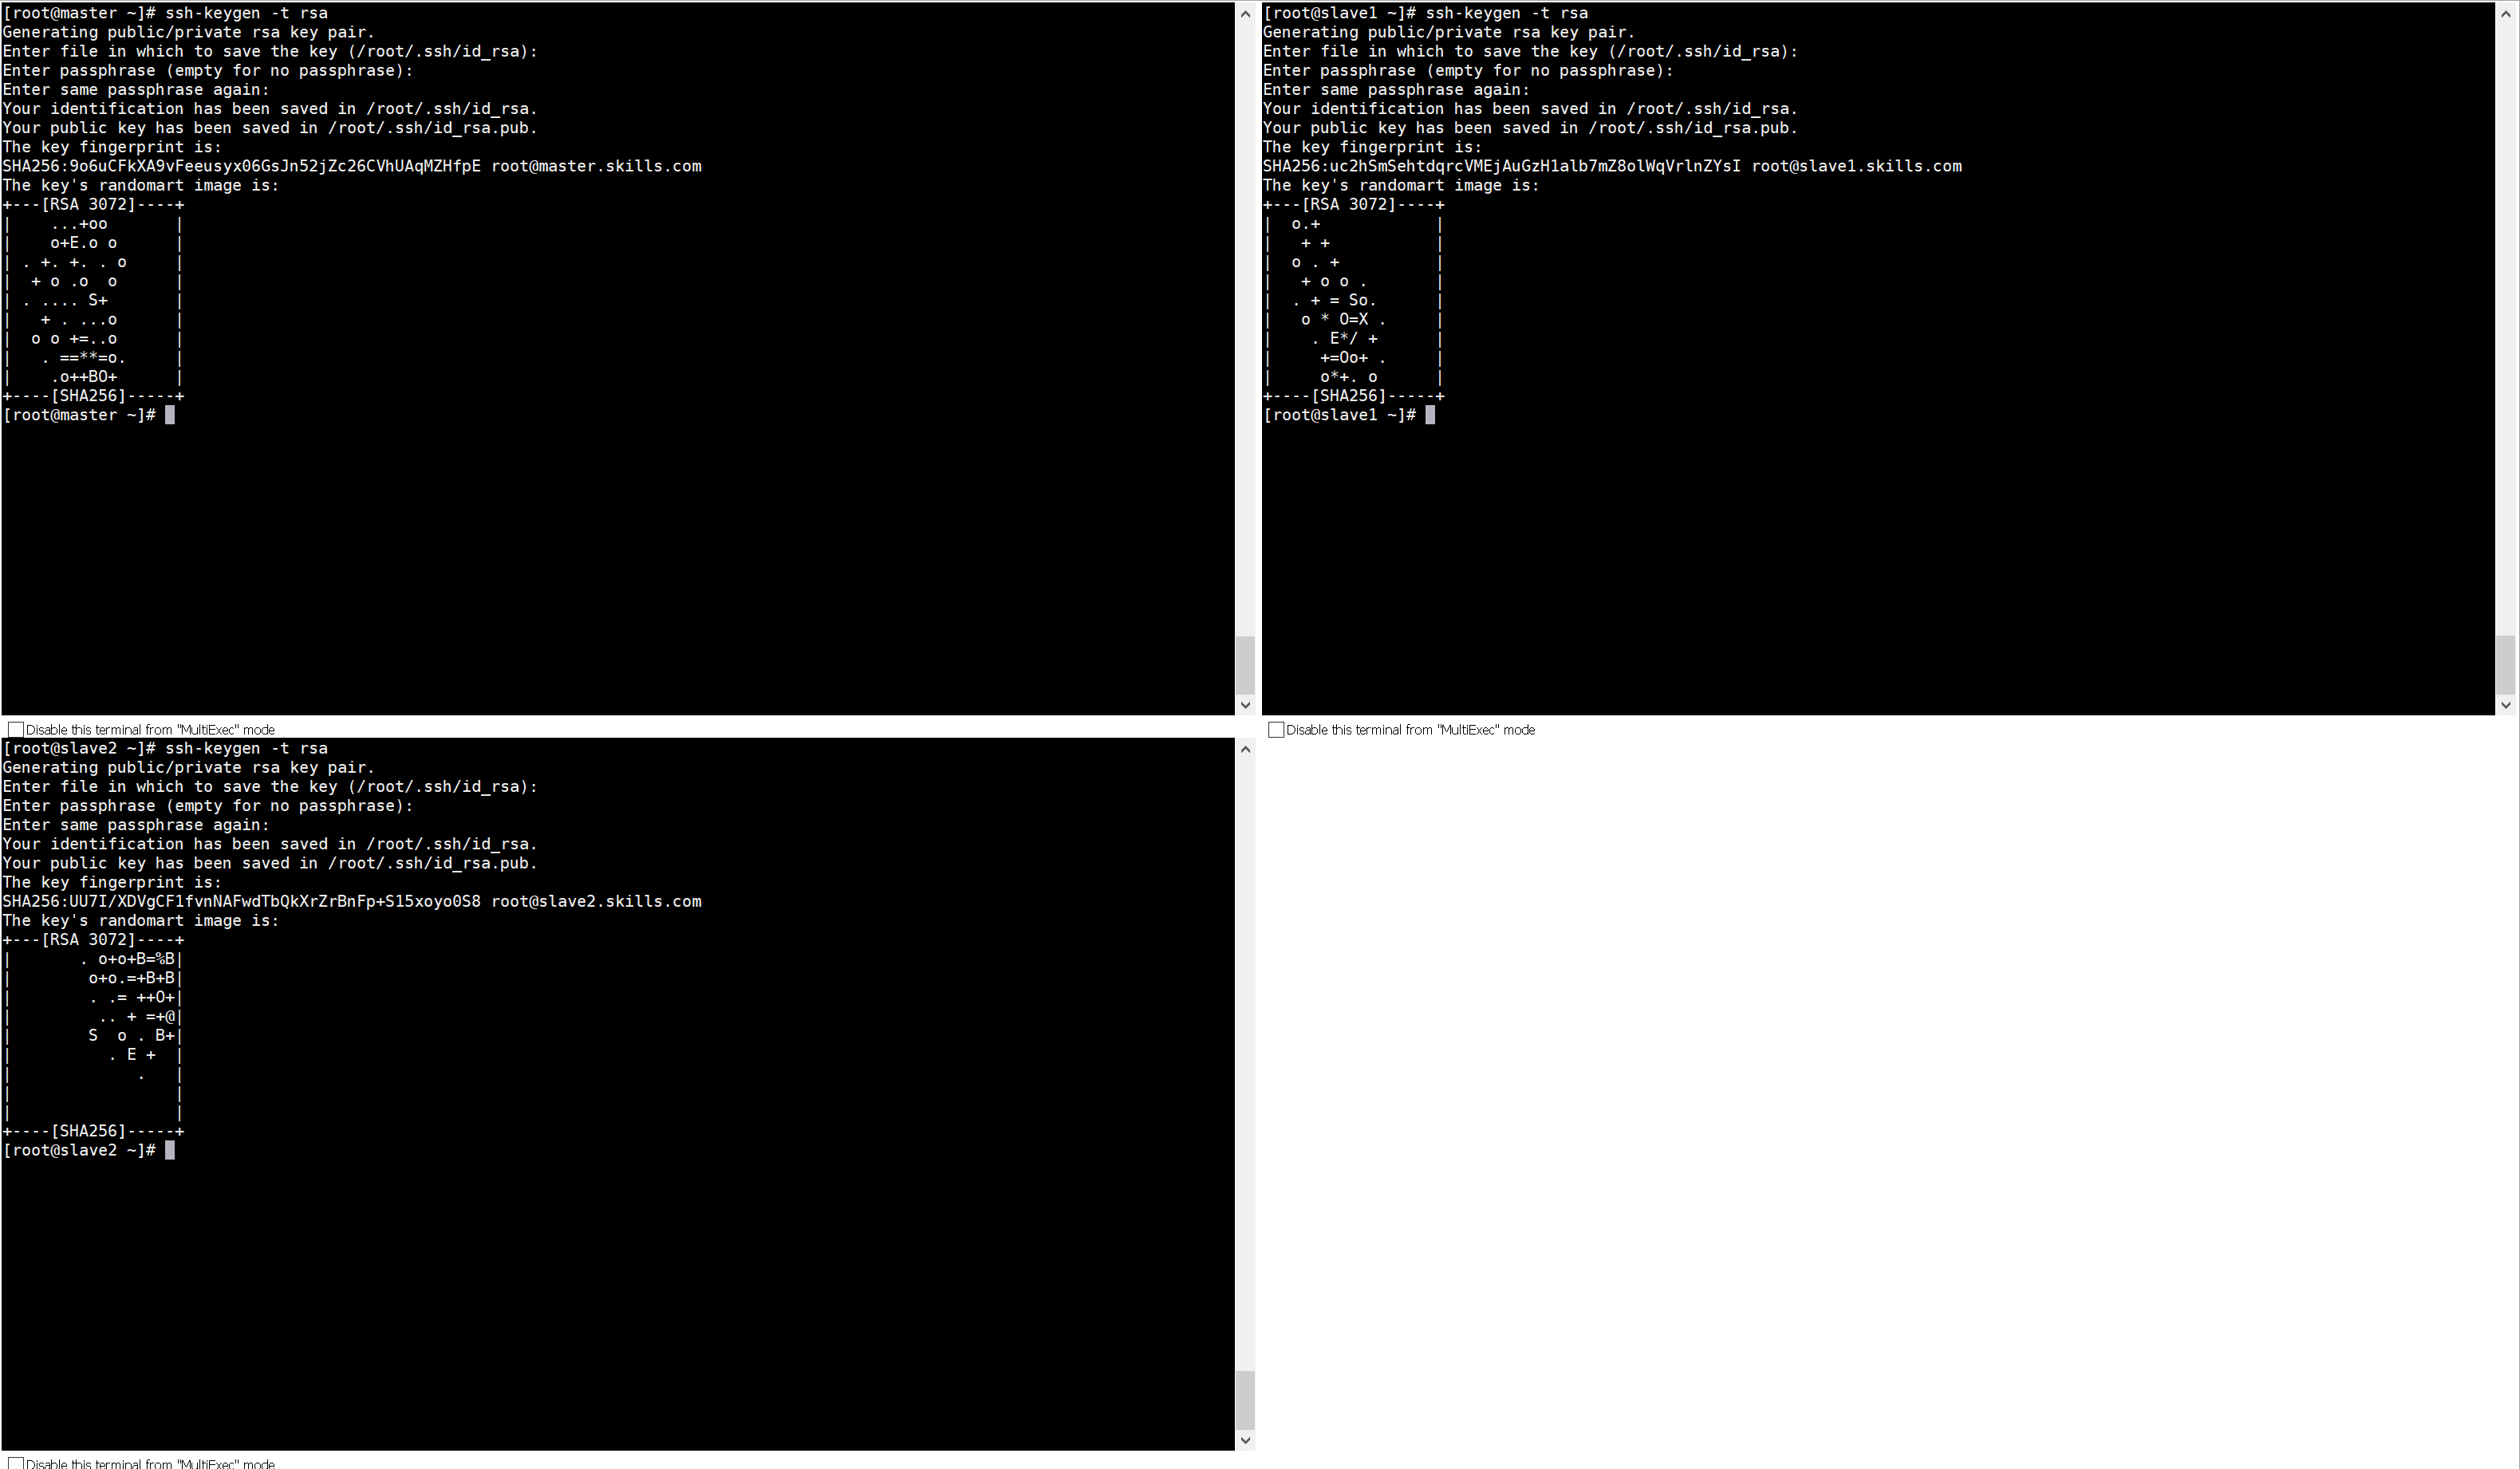 [root@master ~]# ssh-keygen -t rsa
Generating public/private rsa key pair.
Enter file in which to save the key (/root/.ssh/id_rsa):
Enter passphrase (empty for no passphrase):
Enter same passphrase again:
Your identification has been saved in /root/.ssh/id_rsa.
Your public key has been saved in /root/.ssh/id_rsa.pub.
The key fingerprint is:
SHA256:9o6uCFkXA9vFeeusyx06GsJn52jZc26CVhUAqMZHfpE root@master.skills.com
The key's randomart image is:
+---[RSA 3072]----+
|    ...+oo       |
|    o+E.o o      |
| . +. +. . o     |
|  + o .o  o      |
| . .... S+       |
|   + . ...o      |
|  o o +=..o      |
|   . ==**=o.     |
|    .o++BO+      |
+----[SHA256]-----+
[root@master ~]#
Disable this terminal from "MultiExec" mode
[root@slave1 ~]# ssh-keygen -t rsa
Generating public/private rsa key pair.
Enter file in which to save the key (/root/.ssh/id_rsa):
Enter passphrase (empty for no passphrase):
Enter same passphrase again:
Your identification has been saved in /root/.ssh/id_rsa.
Your public key has been saved in /root/.ssh/id_rsa.pub.
The key fingerprint is:
SHA256:uc2hSmSehtdqrcVMEjAuGzH1alb7mZ8olWqVrlnZYsI root@slave1.skills.com
The key's randomart image is:
+---[RSA 3072]----+
|  o.+            |
|   + +           |
|  o . +          |
|   + o o .       |
|  . + = So.      |
|   o * O=X .     |
|    . E*/ +      |
|     +=Oo+ .     |
|     o*+. o      |
+----[SHA256]-----+
[root@slave1 ~]#
Disable this terminal from "MultiExec" mode
[root@slave2 ~]# ssh-keygen -t rsa
Generating public/private rsa key pair.
Enter file in which to save the key (/root/.ssh/id_rsa):
Enter passphrase (empty for no passphrase):
Enter same passphrase again:
Your identification has been saved in /root/.ssh/id_rsa.
Your public key has been saved in /root/.ssh/id_rsa.pub.
The key fingerprint is:
SHA256:UU7I/XDVgCF1fvnNAFwdTbQkXrZrBnFp+S15xoyo0S8 root@slave2.skills.com
The key's randomart image is:
+---[RSA 3072]----+
|       . o+o+B=%B|
|        o+o.=+B+B|
|        . .= ++O+|
|         .. + =+@|
|        S  o . B+|
|          . E +  |
|             .   |
|                 |
|                 |
+----[SHA256]-----+
[root@slave2 ~]#
Disable this terminal from "MultiExec" mode